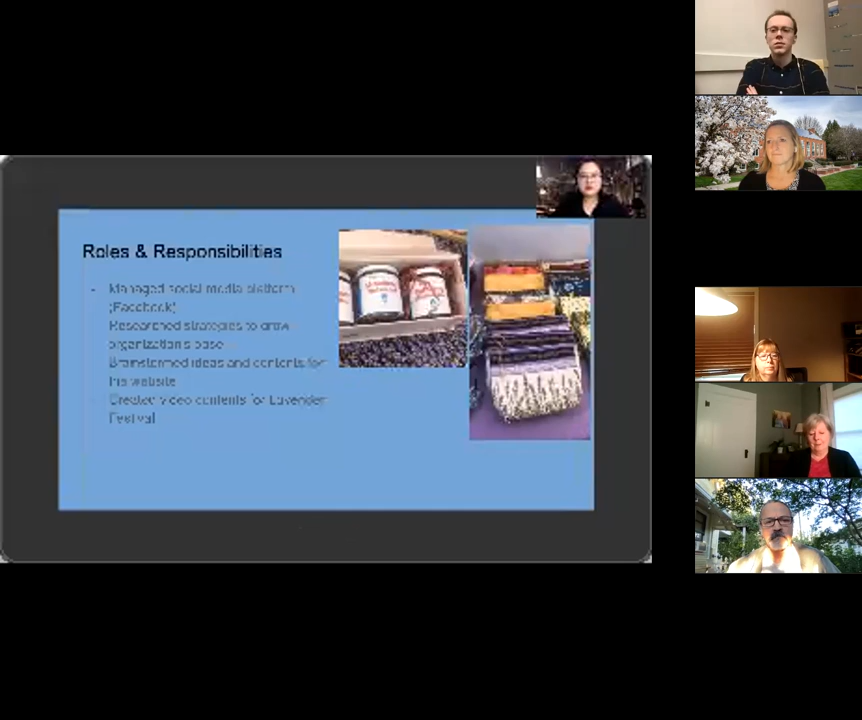 Roles & Responsibilities
- Managed social media platform
(Facebook)
Researched strategies to grow
organization's base
Brainstormed ideas and contents for
the website
- Created video contents for Lavender
Festival